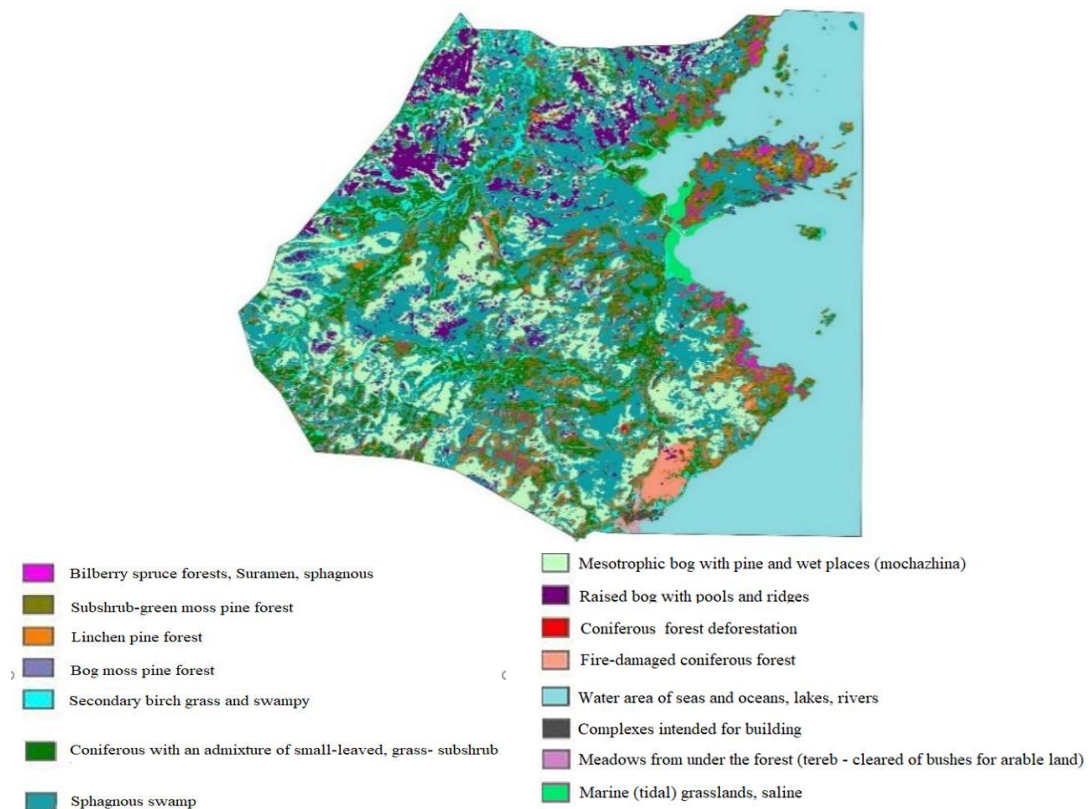 Bilberry spruce forests, Suramen, sphagnous
Subshrub-green moss pine forest
Linchen pine forest
Bog moss pine forest
Secondary birch grass and swampy
Coniferous with an admixture of small-leaved, grass- subshrub
Sphagnous swamp
Mesotrophic bog with pine and wet places (mochazhina)
Raised bog with pools and ridges
Coniferous forest deforestation
Fire-damaged coniferous forest
Water area of seas and oceans, lakes, rivers
Complexes intended for building
Meadows from under the forest (tereb - cleared of bushes for arable land)
Marine (tidal) grasslands, saline